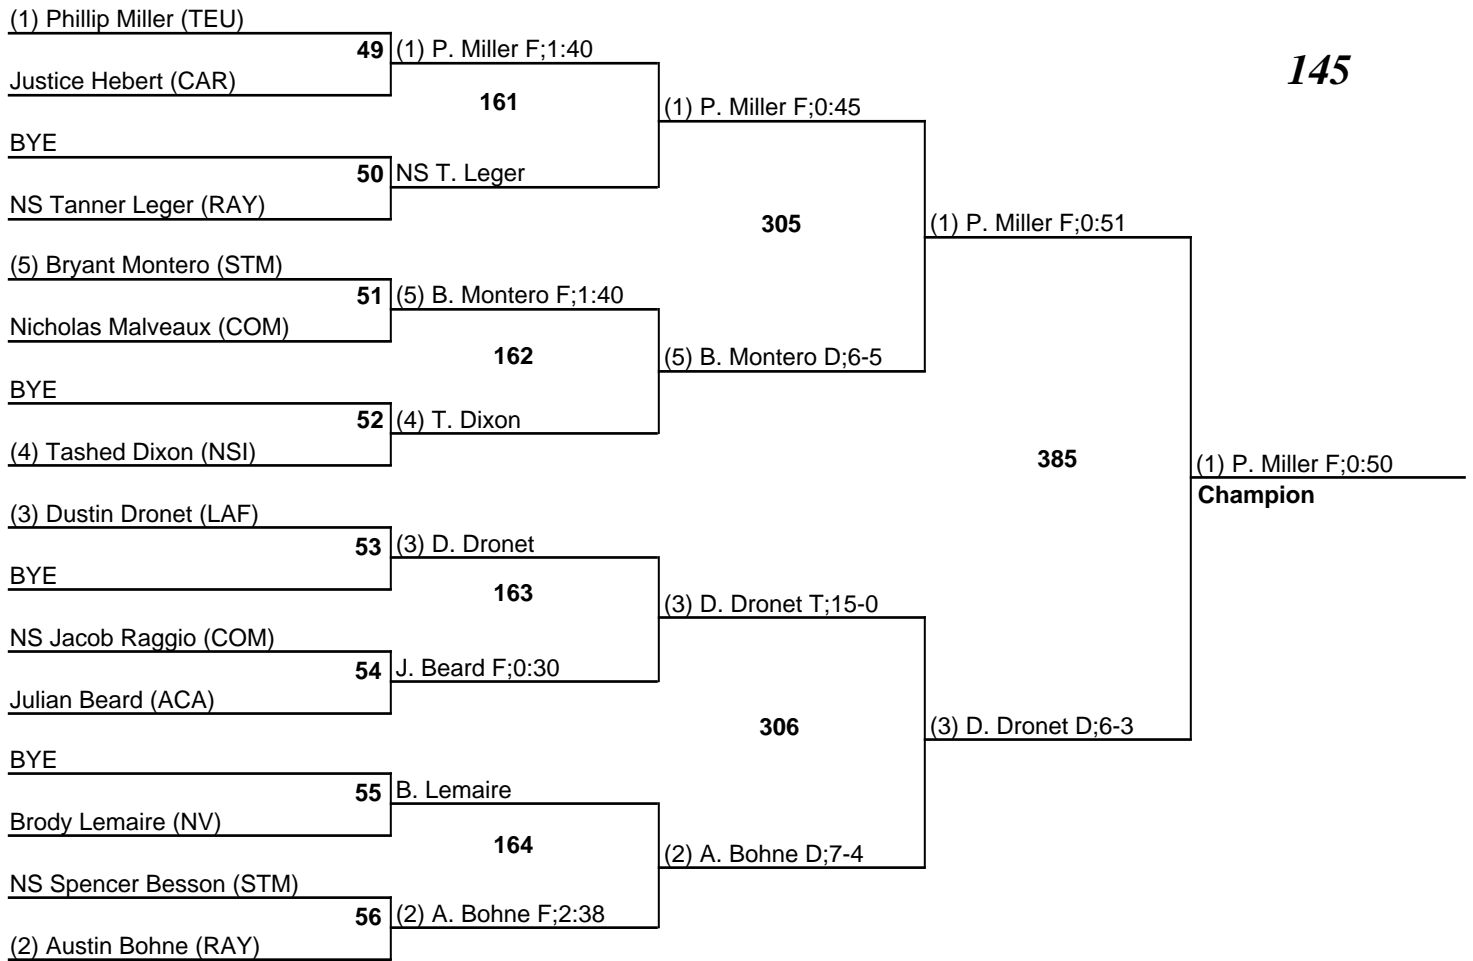 (1) Phillip Miller (TEU)
49
(1) P. Miller F;1:40
145
Justice Hebert (CAR)
161
(1) P. Miller F;0:45
BYE
50
NS T. Leger
NS Tanner Leger (RAY)
305
(1) P. Miller F;0:51
(5) Bryant Montero (STM)
51
(5) B. Montero F;1:40
Nicholas Malveaux (COM)
162
(5) B. Montero D;6-5
BYE
52
(4) T. Dixon
(4) Tashed Dixon (NSI)
385
(1) P. Miller F;0:50
Champion
(3) Dustin Dronet (LAF)
53
(3) D. Dronet
BYE
163
(3) D. Dronet T;15-0
NS Jacob Raggio (COM)
54
J. Beard F;0:30
Julian Beard (ACA)
306
(3) D. Dronet D;6-3
BYE
55
B. Lemaire
Brody Lemaire (NV)
164
(2) A. Bohne D;7-4
NS Spencer Besson (STM)
56
(2) A. Bohne F;2:38
(2) Austin Bohne (RAY)